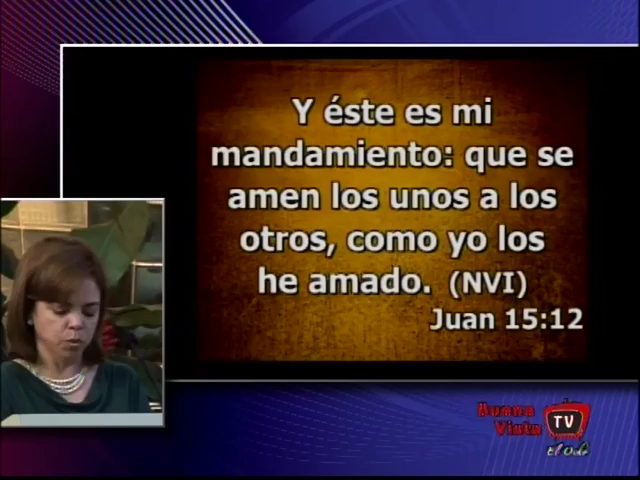 Y éste es mi
mandamiento: que se
amen los unos a los
otros, como yo los
he amado. (NVI)
Juan 15:12
Buena
Vista
TV